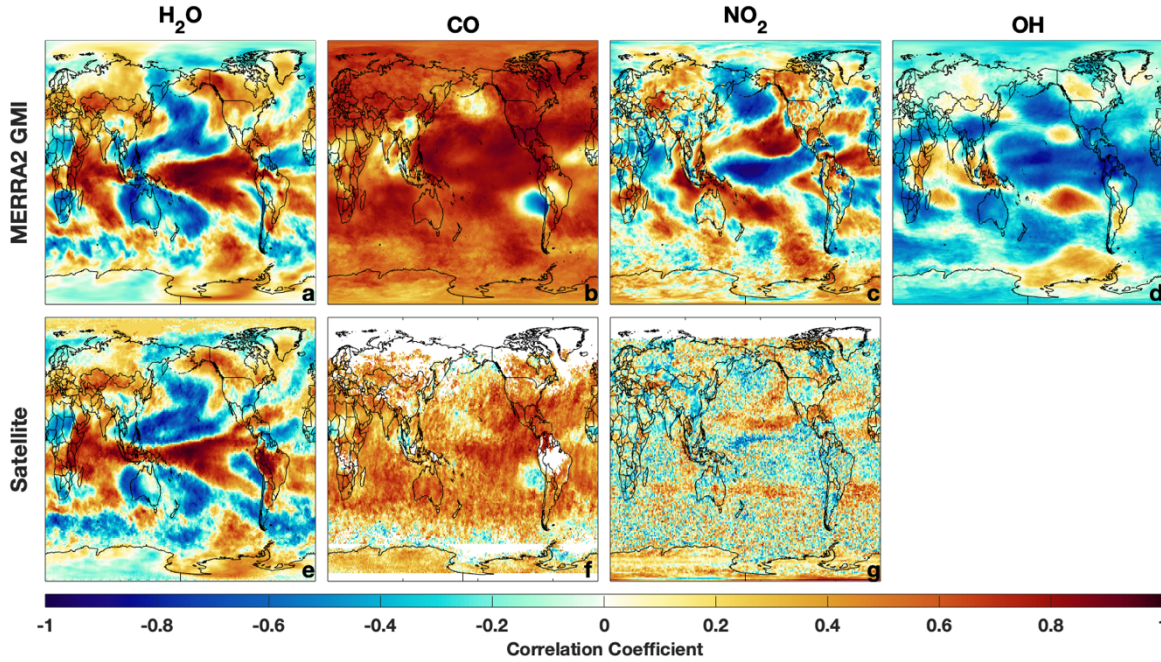 H₂O CO NO₂ OH
MERRA2 GMI
a b c d
Satellite
e f g
-1 -0.8 -0.6 -0.4 -0.2 0 0.2 0.4 0.6 0.8 1
Correlation Coefficient